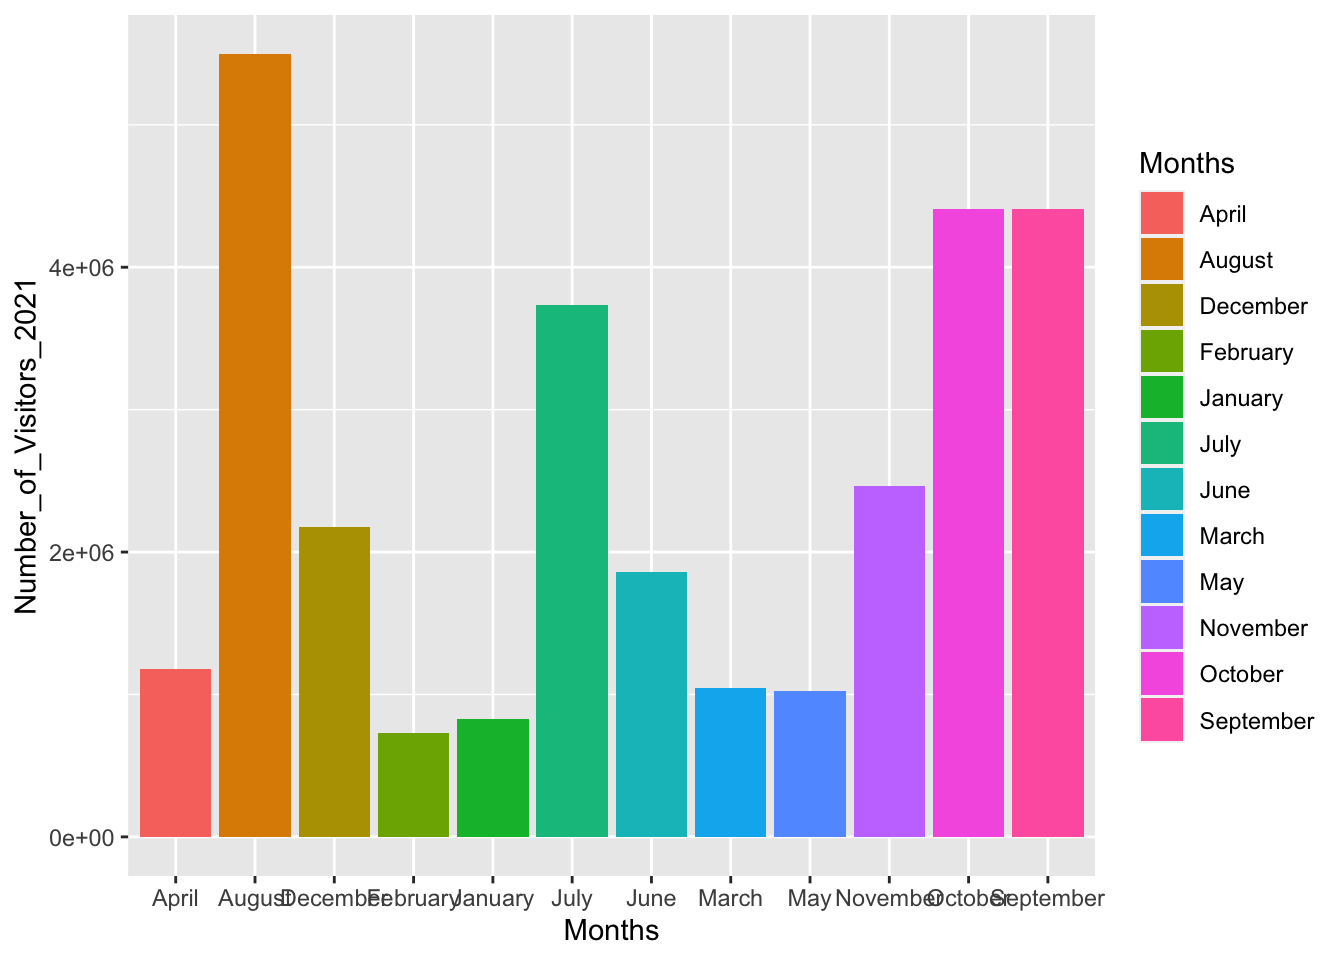 Number_of_Visitors_2021
4e+06
2e+06
0e+00
April August December February January July June March May November October September
Months
Months
April
August
December
February
January
July
June
March
May
November
October
September